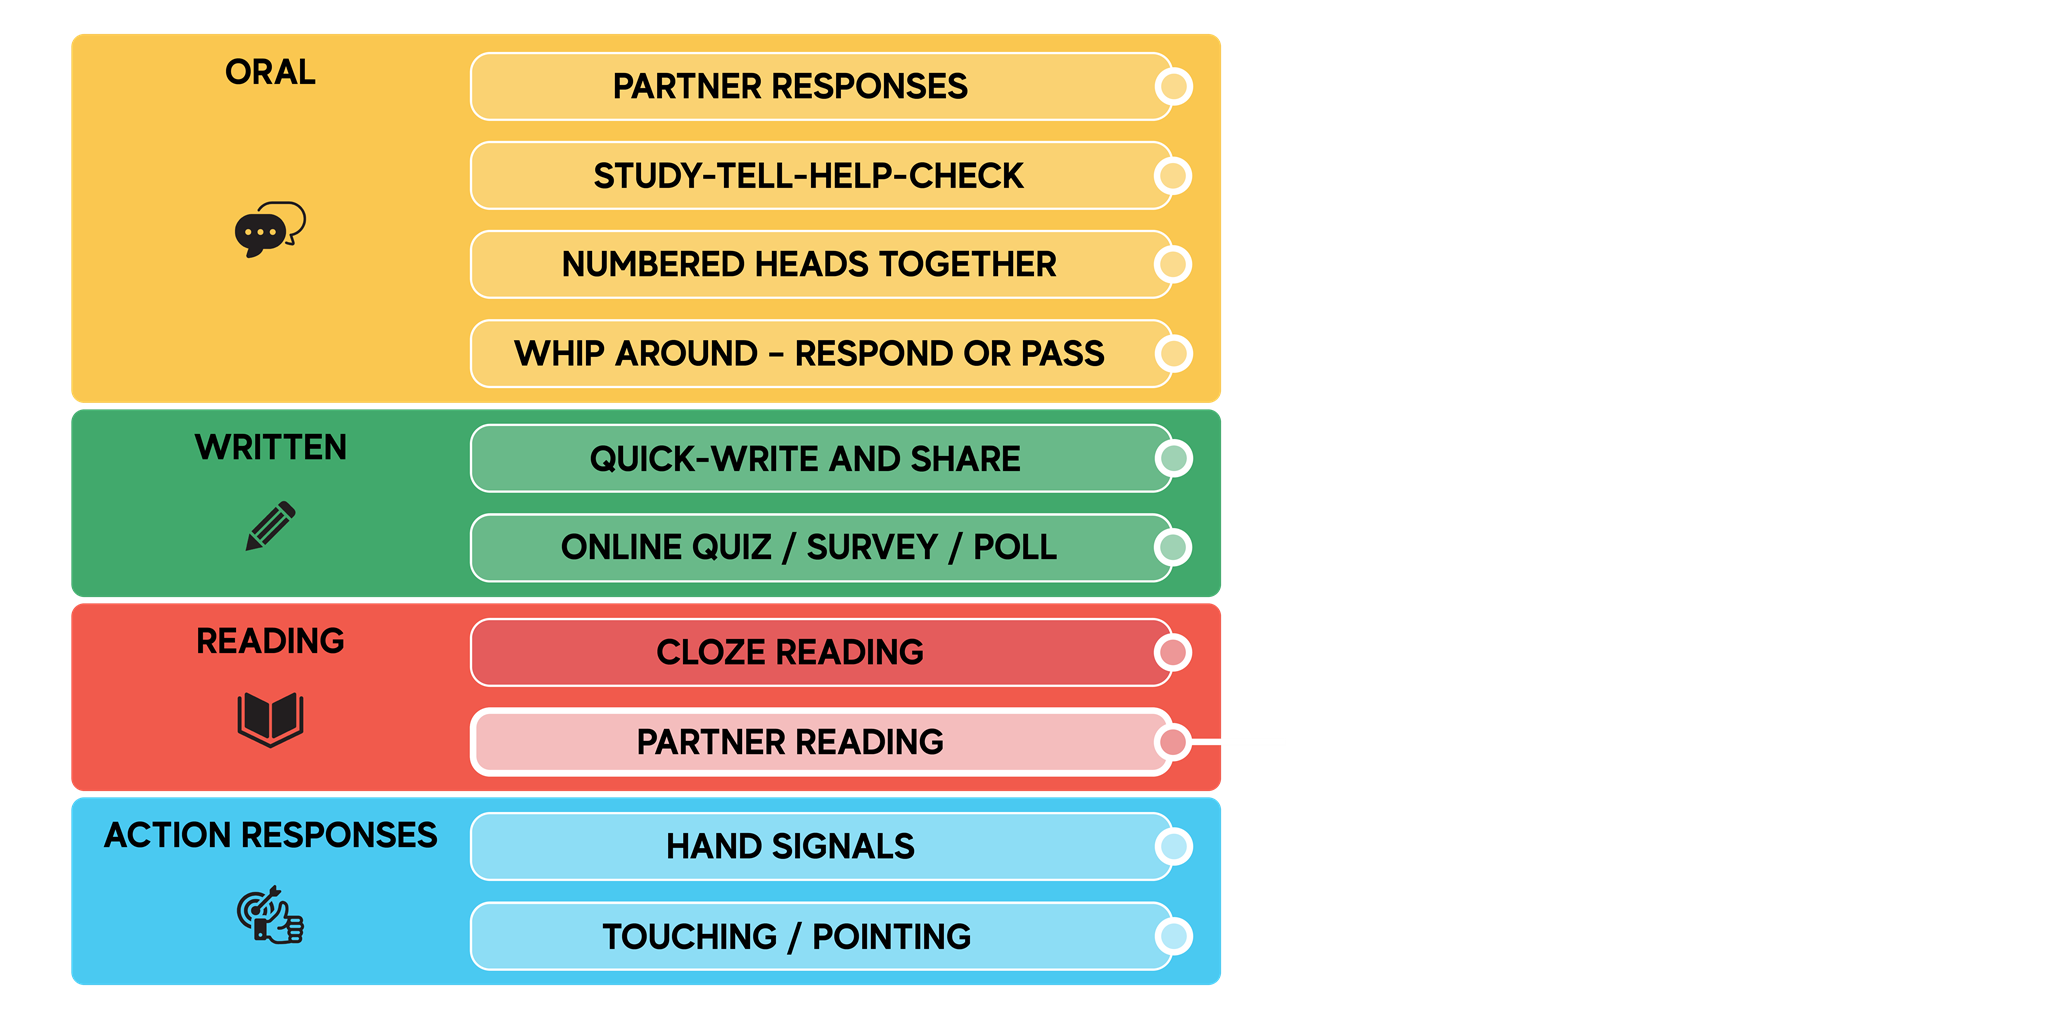 ORAL
PARTNER RESPONSES
STUDY-TELL-HELP-CHECK
NUMBERED HEADS TOGETHER
WHIP AROUND – RESPOND OR PASS
WRITTEN
QUICK-WRITE AND SHARE
ONLINE QUIZ / SURVEY / POLL
READING
CLOZE READING
PARTNER READING
ACTION RESPONSES
HAND SIGNALS
TOUCHING / POINTING